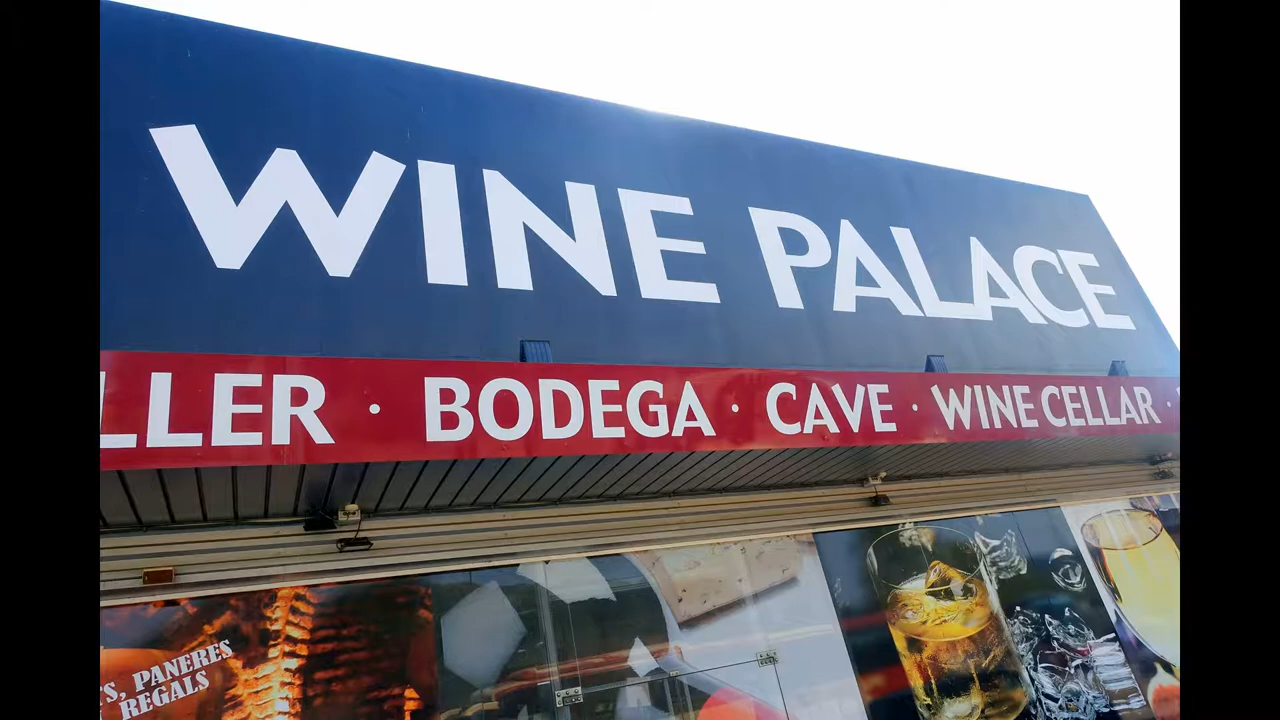 WINE PALACE
LLER · BODEGA · CAVE · WINE CELLAR ·
S, PANERES
REGALS